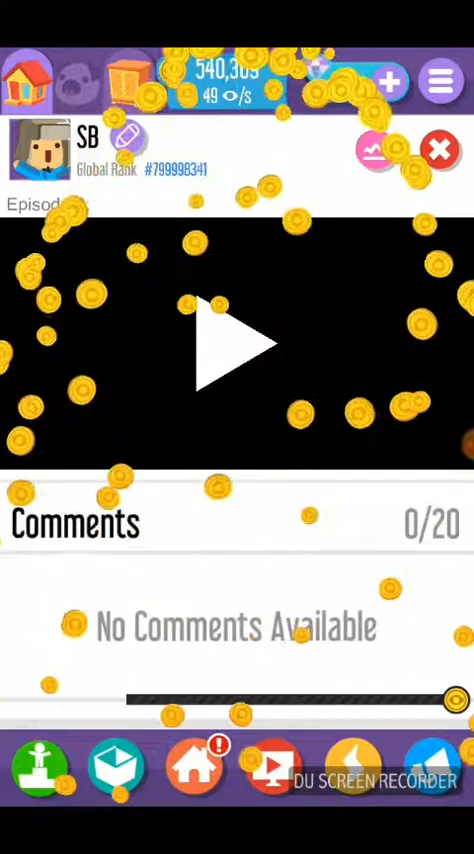 540,309
49 /s
SB
Global Rank #799998341
Comments 0/20
No Comments Available
DU SCREEN RECORDER